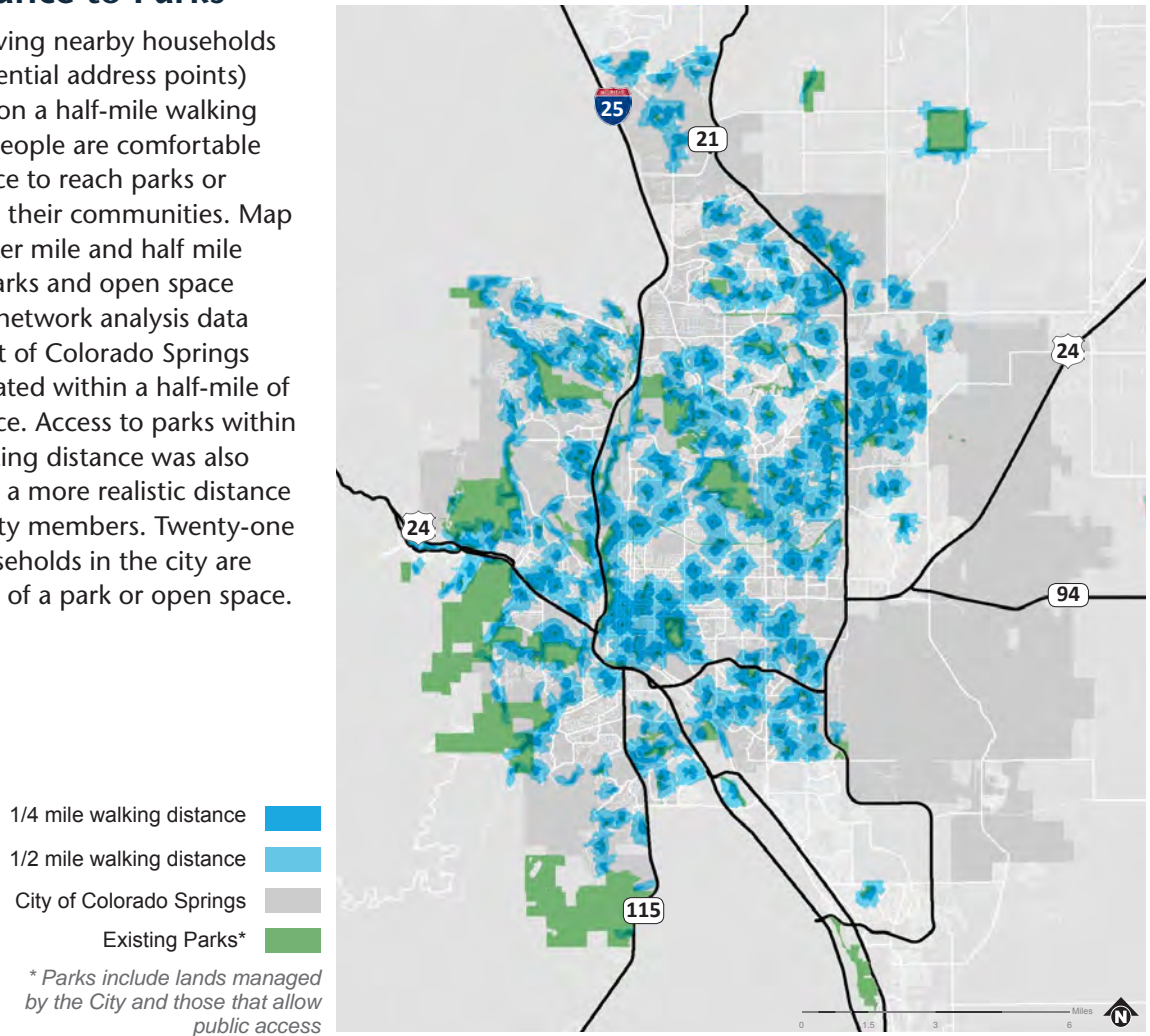 ance to Parks
ving nearby households
ential address points)
on a half-mile walking
eople are comfortable
ce to reach parks or
their communities. Map
er mile and half mile
arks and open space
network analysis data
t of Colorado Springs
ated within a half-mile of
ce. Access to parks within
ing distance was also
a more realistic distance
ty members. Twenty-one
seholds in the city are
of a park or open space.
1/4 mile walking distance
1/2 mile walking distance
City of Colorado Springs
Existing Parks*
* Parks include lands managed
by the City and those that allow
public access
INTERSTATE
25
21
24
24
94
115
Miles
0 1.5 3 6
N